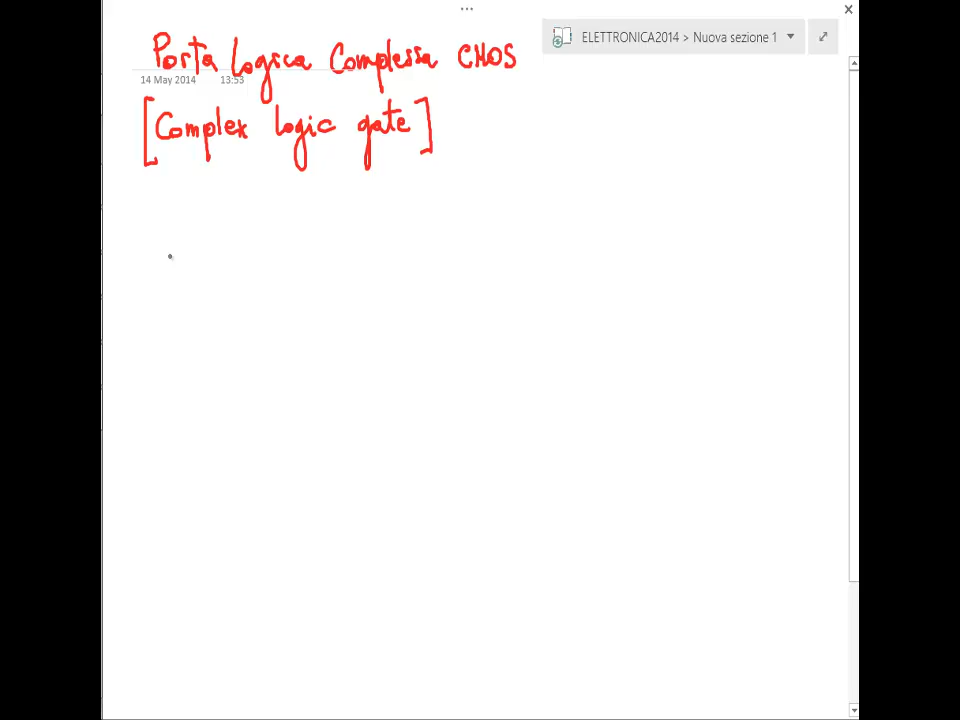 ELETTRONICA2014 > Nuova sezione 1
Porta Logica Complessa CMOS
14 May 2014 13:53
[Complex logic gate]